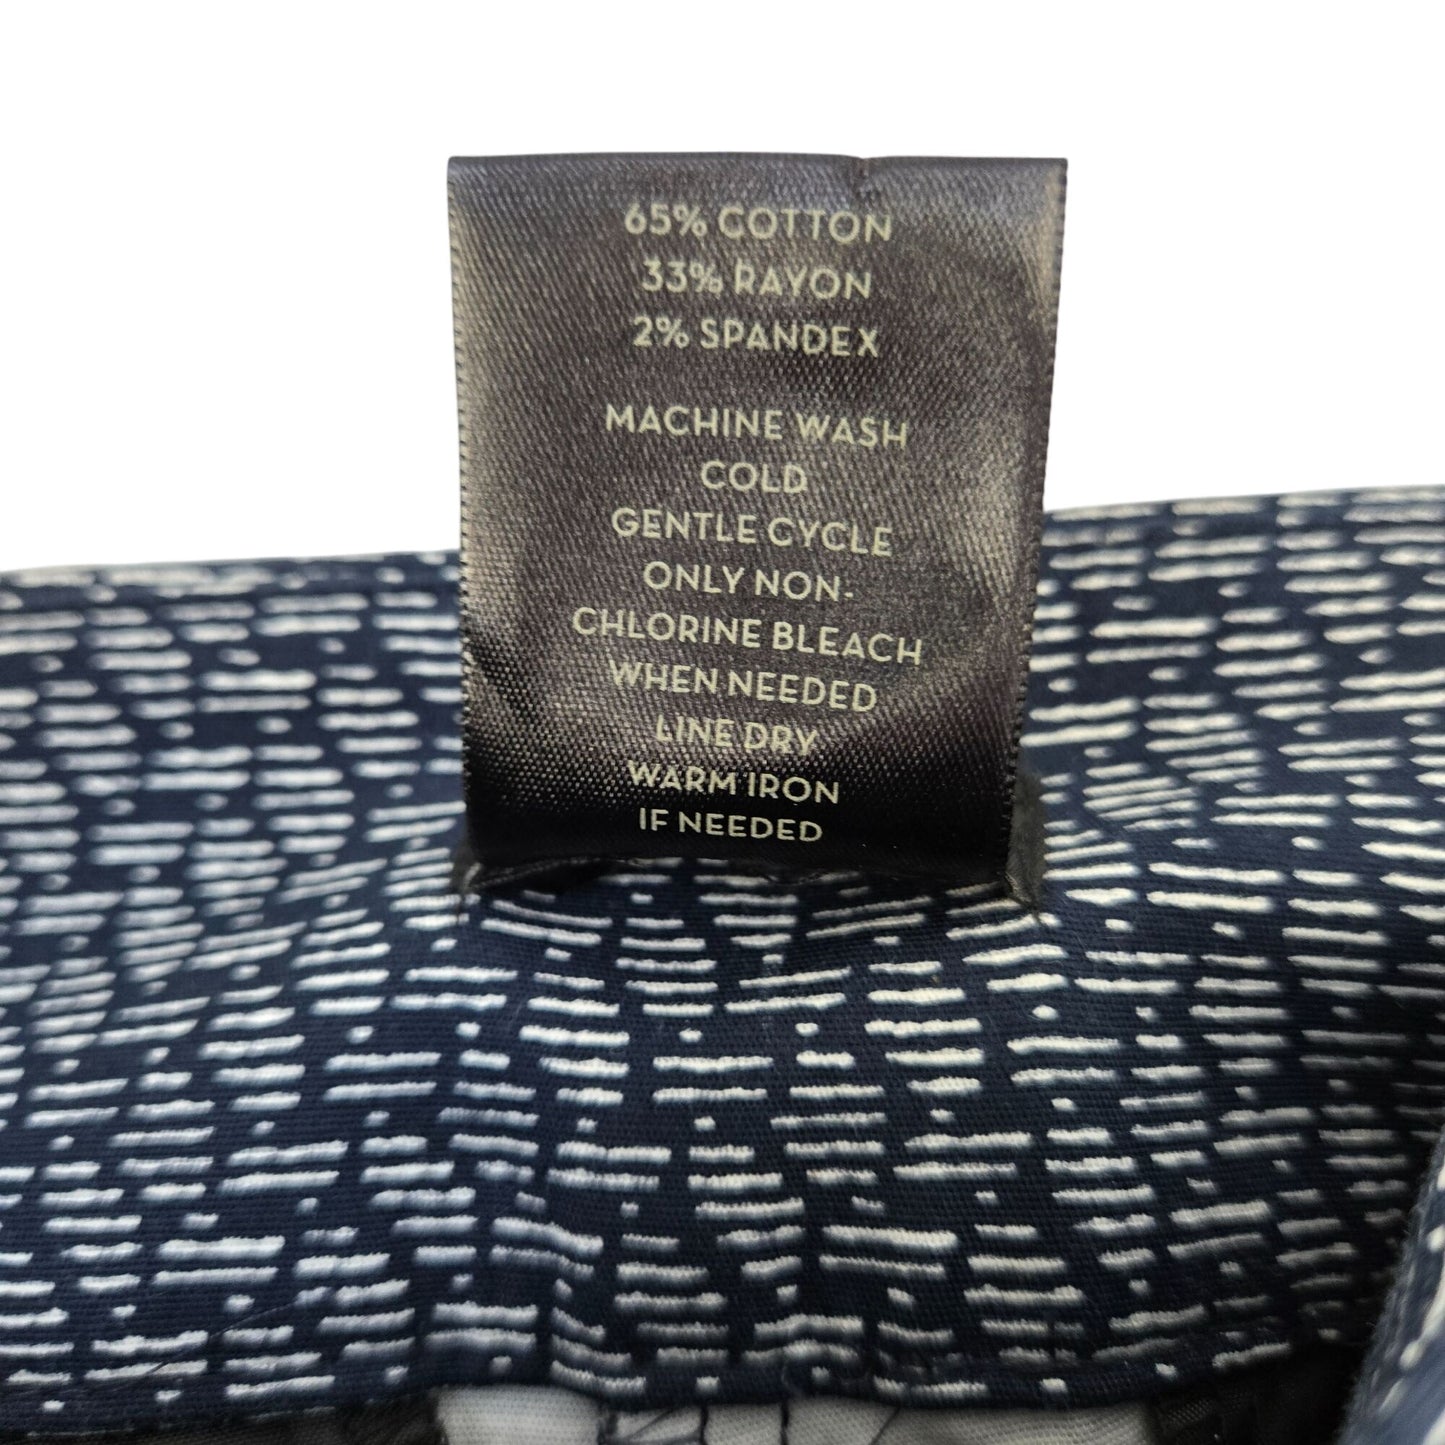 65% COTTON
33% RAYON
2% SPANDEX
MACHINE WASH
COLD
GENTLE CYCLE
ONLY NON-
CHLORINE BLEACH
WHEN NEEDED
LINE DRY
WARM IRON
IF NEEDED